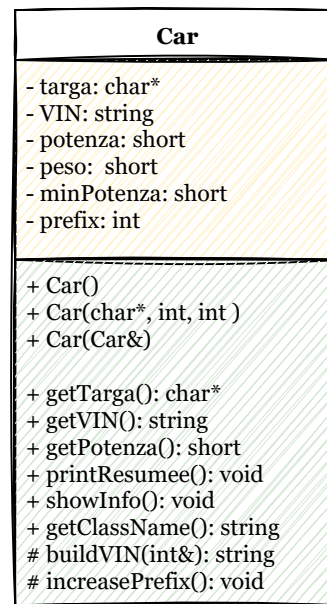 Car
- targa: char*
- VIN: string
- potenza: short
- peso: short
- minPotenza: short
- prefix: int
+ Car()
+ Car(char*, int, int )
+ Car(Car&)
+ getTarga(): char*
+ getVIN(): string
+ getPotenza(): short
+ printResumee(): void
+ showInfo(): void
+ getClassName(): string
# buildVIN(int&): string
# increasePrefix(): void